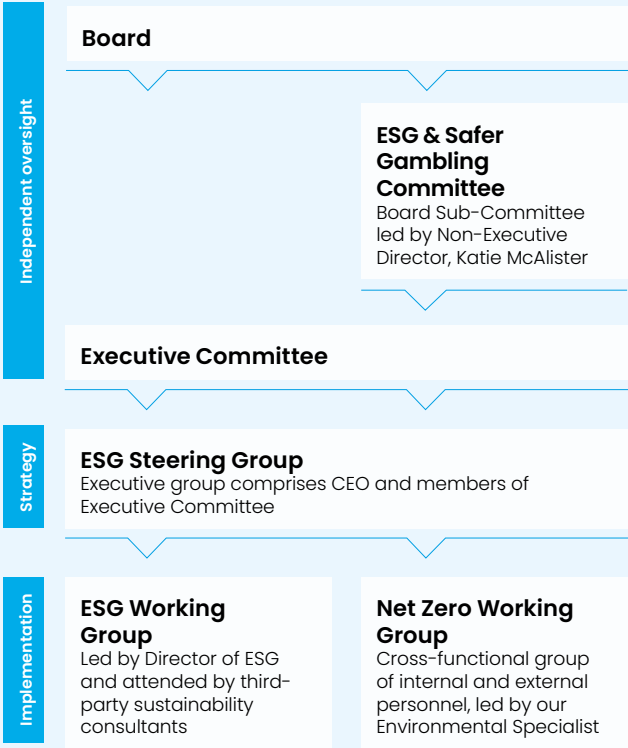 Independent oversight
Board
ESG & Safer
Gambling
Committee
Board Sub-Committee
led by Non-Executive
Director, Katie McAlister
Executive Committee
Strategy
ESG Steering Group
Executive group comprises CEO and members of
Executive Committee
Implementation
ESG Working
Group
Led by Director of ESG
and attended by third-
party sustainability
consultants
Net Zero Working
Group
Cross-functional group
of internal and external
personnel, led by our
Environmental Specialist